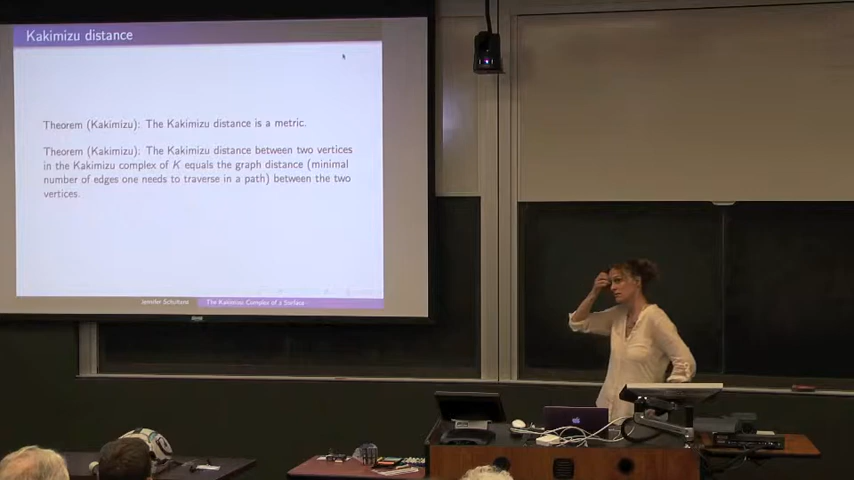 Kakimizu distance
Theorem (Kakimizu): The Kakimizu distance is a metric.
Theorem (Kakimizu): The Kakimizu distance between two vertices
in the Kakimizu complex of K equals the graph distance (minimal
number of edges one needs to traverse in a path) between the two
vertices.
Jennifer Schultens The Kakimizu Complex of a Surface